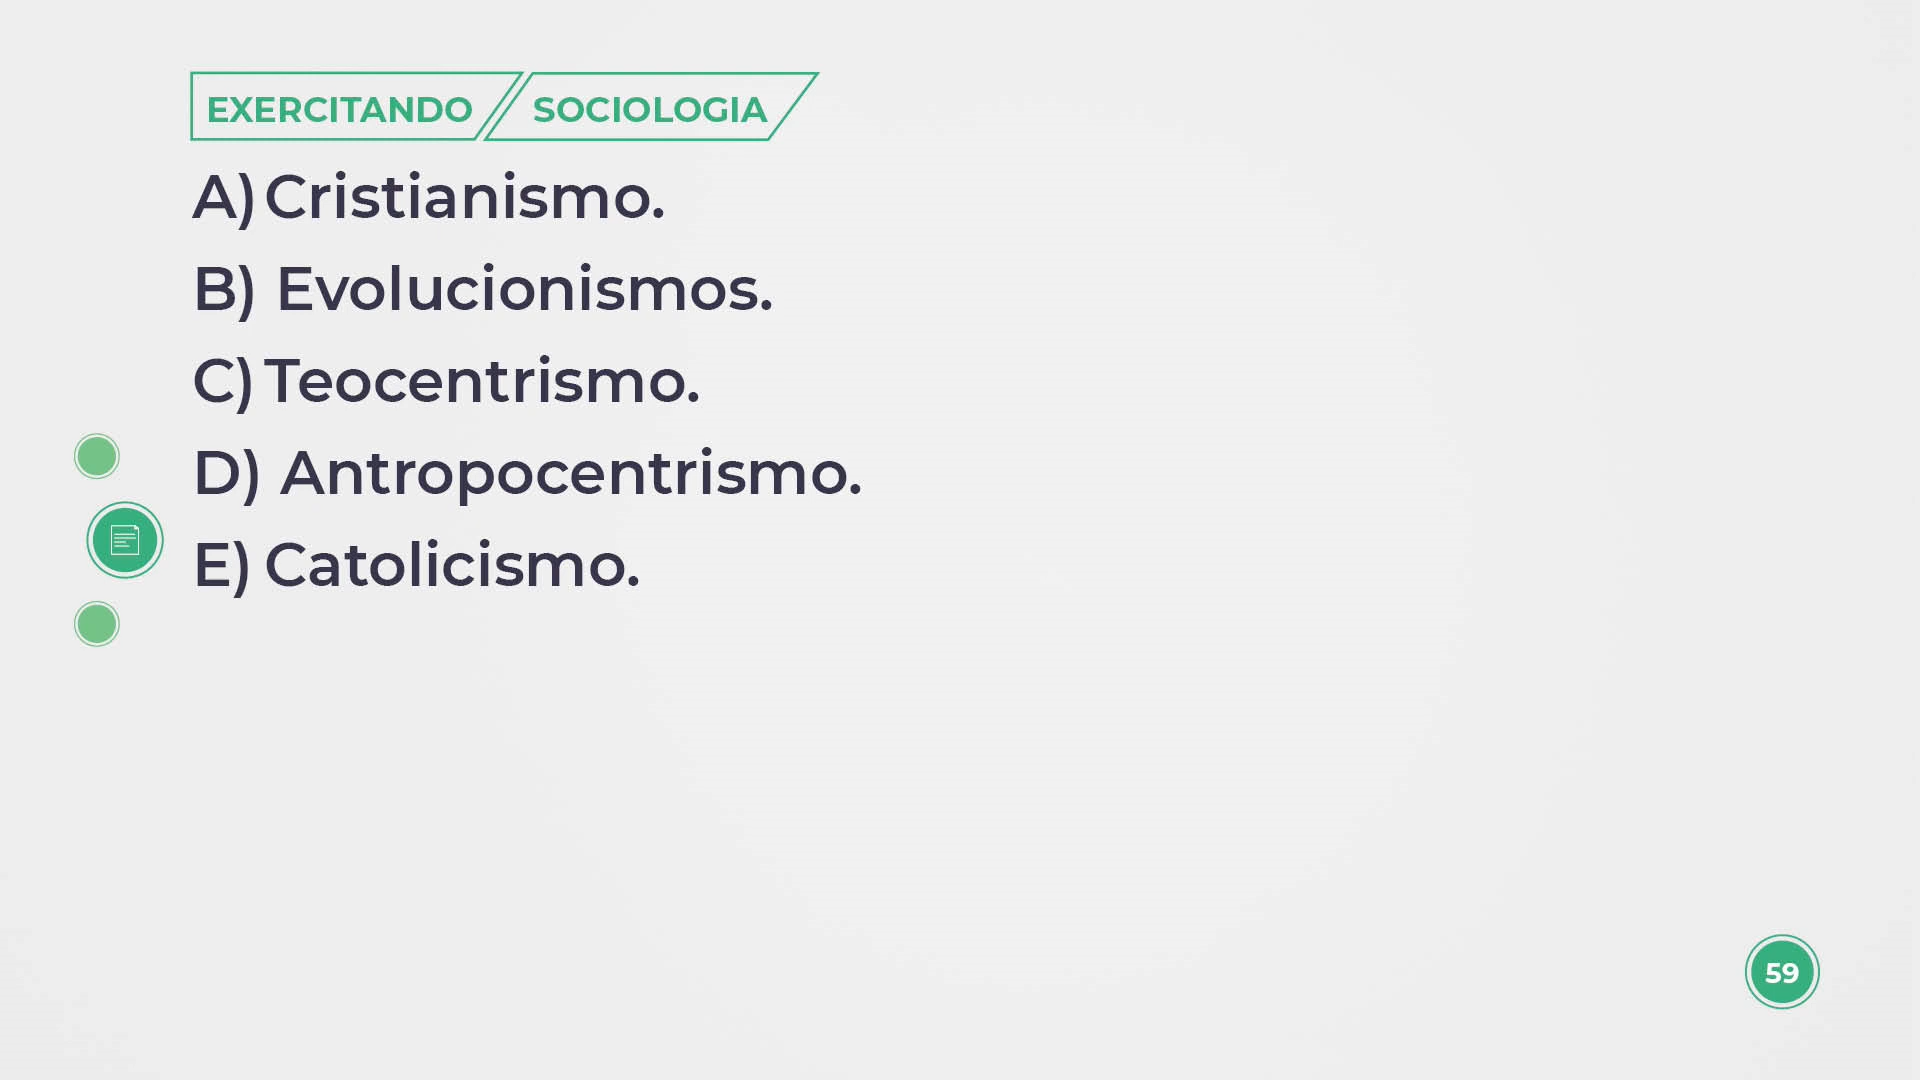 EXERCITANDO SOCIOLOGIA
A) Cristianismo.
B) Evolucionismos.
C) Teocentrismo.
D) Antropocentrismo.
E) Catolicismo.
59